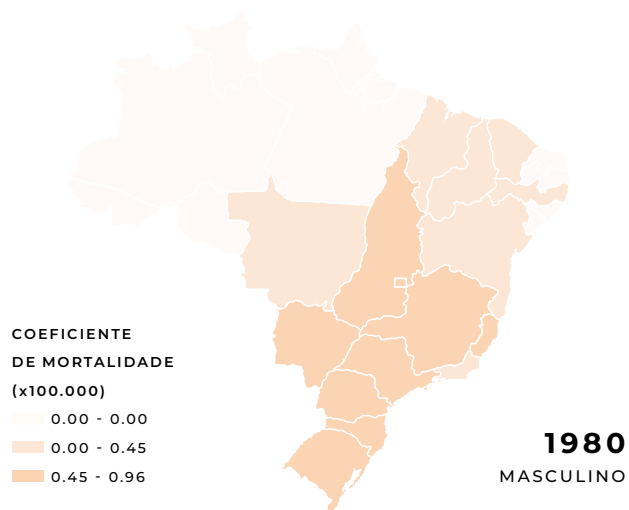 COEFICIENTE
DE MORTALIDADE
(x100.000)
0.00 - 0.00
0.00 - 0.45
0.45 - 0.96
1980
MASCULINO